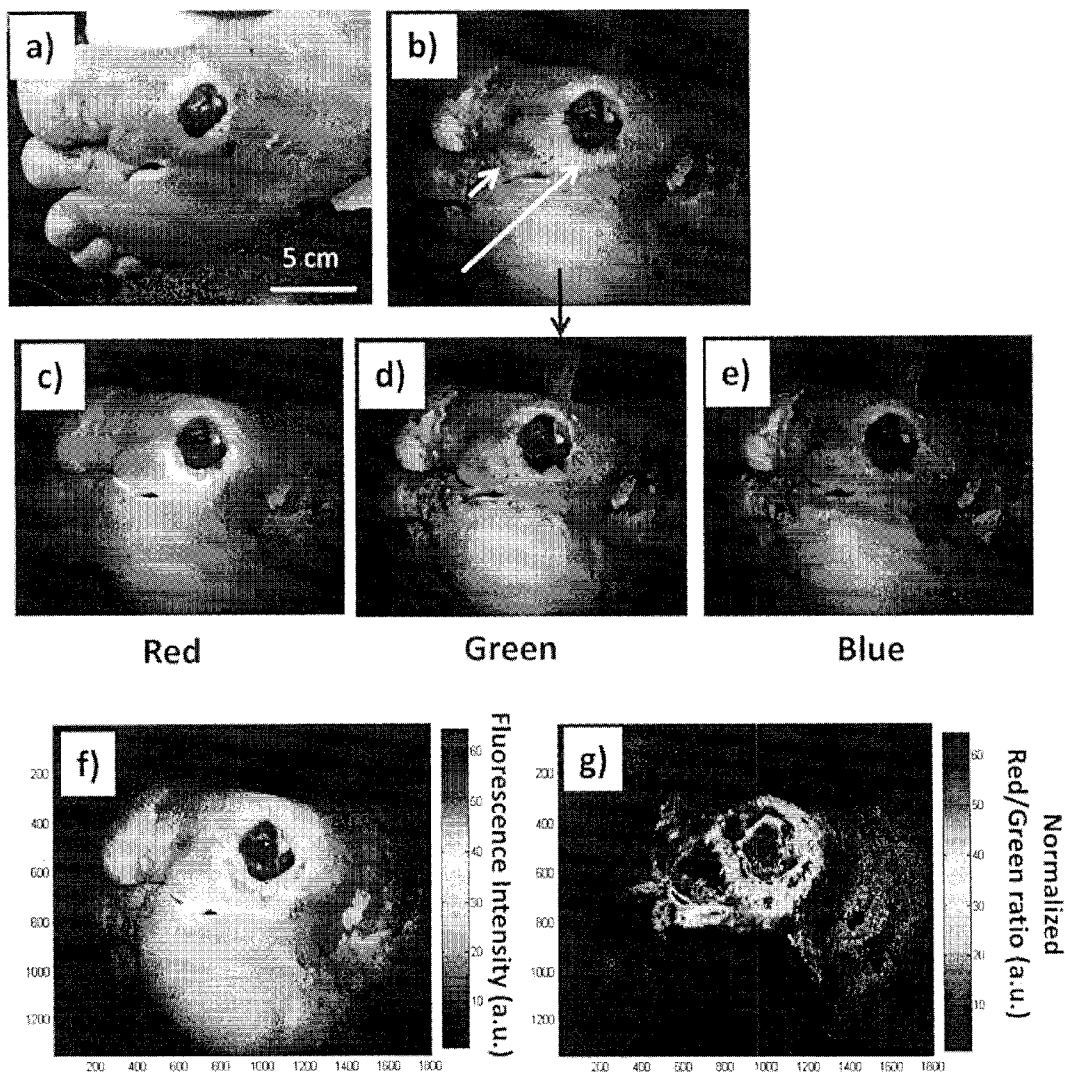 a)
b)
5 cm
c)
d)
e)
Red
Green
Blue
f)
200
400
600
800
1000
1200
200 400 600 800 1000 1200 1400 1600 1800
60
50
40
30
20
10
Fluorescence Intensity (a.u.)
g)
200
400
600
800
1000
1200
200 400 600 800 1000 1200 1400 1600 1800
60
50
40
30
20
10
Normalized
Red/Green ratio (a.u.)